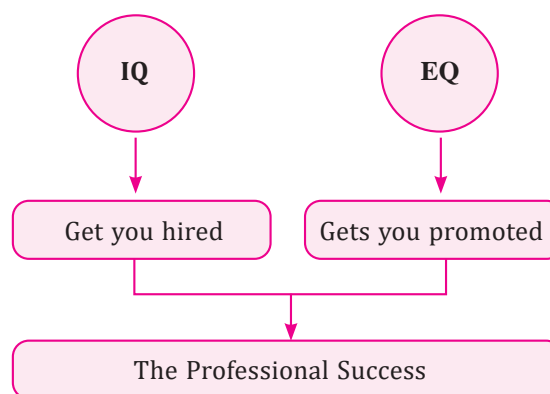 IQ
EQ
Get you hired
Gets you promoted
The Professional Success